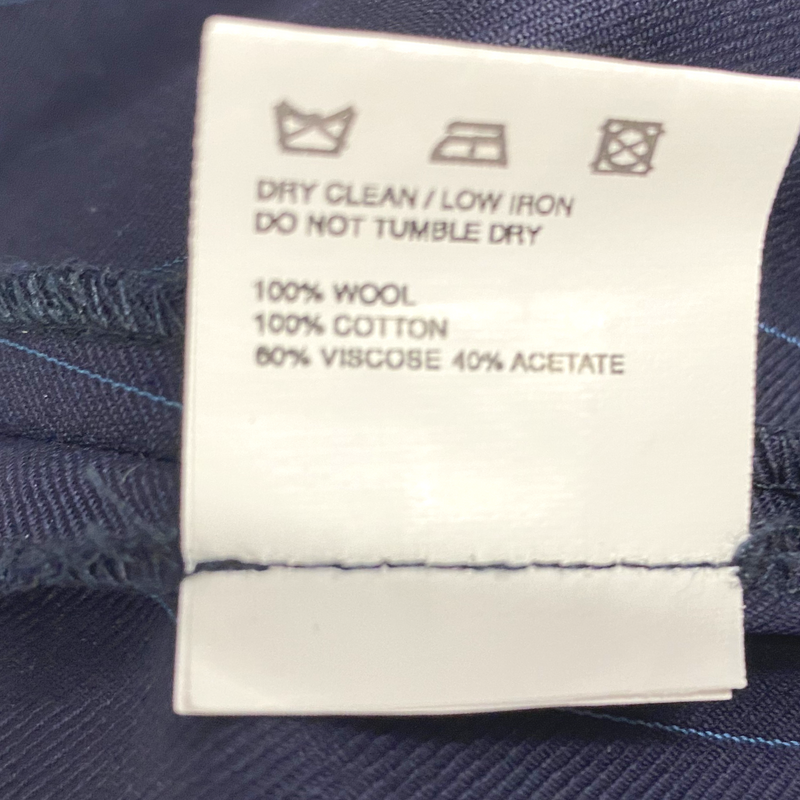 DRY CLEAN / LOW IRON
DO NOT TUMBLE DRY
100% WOOL
100% COTTON
60% VISCOSE 40% ACETATE